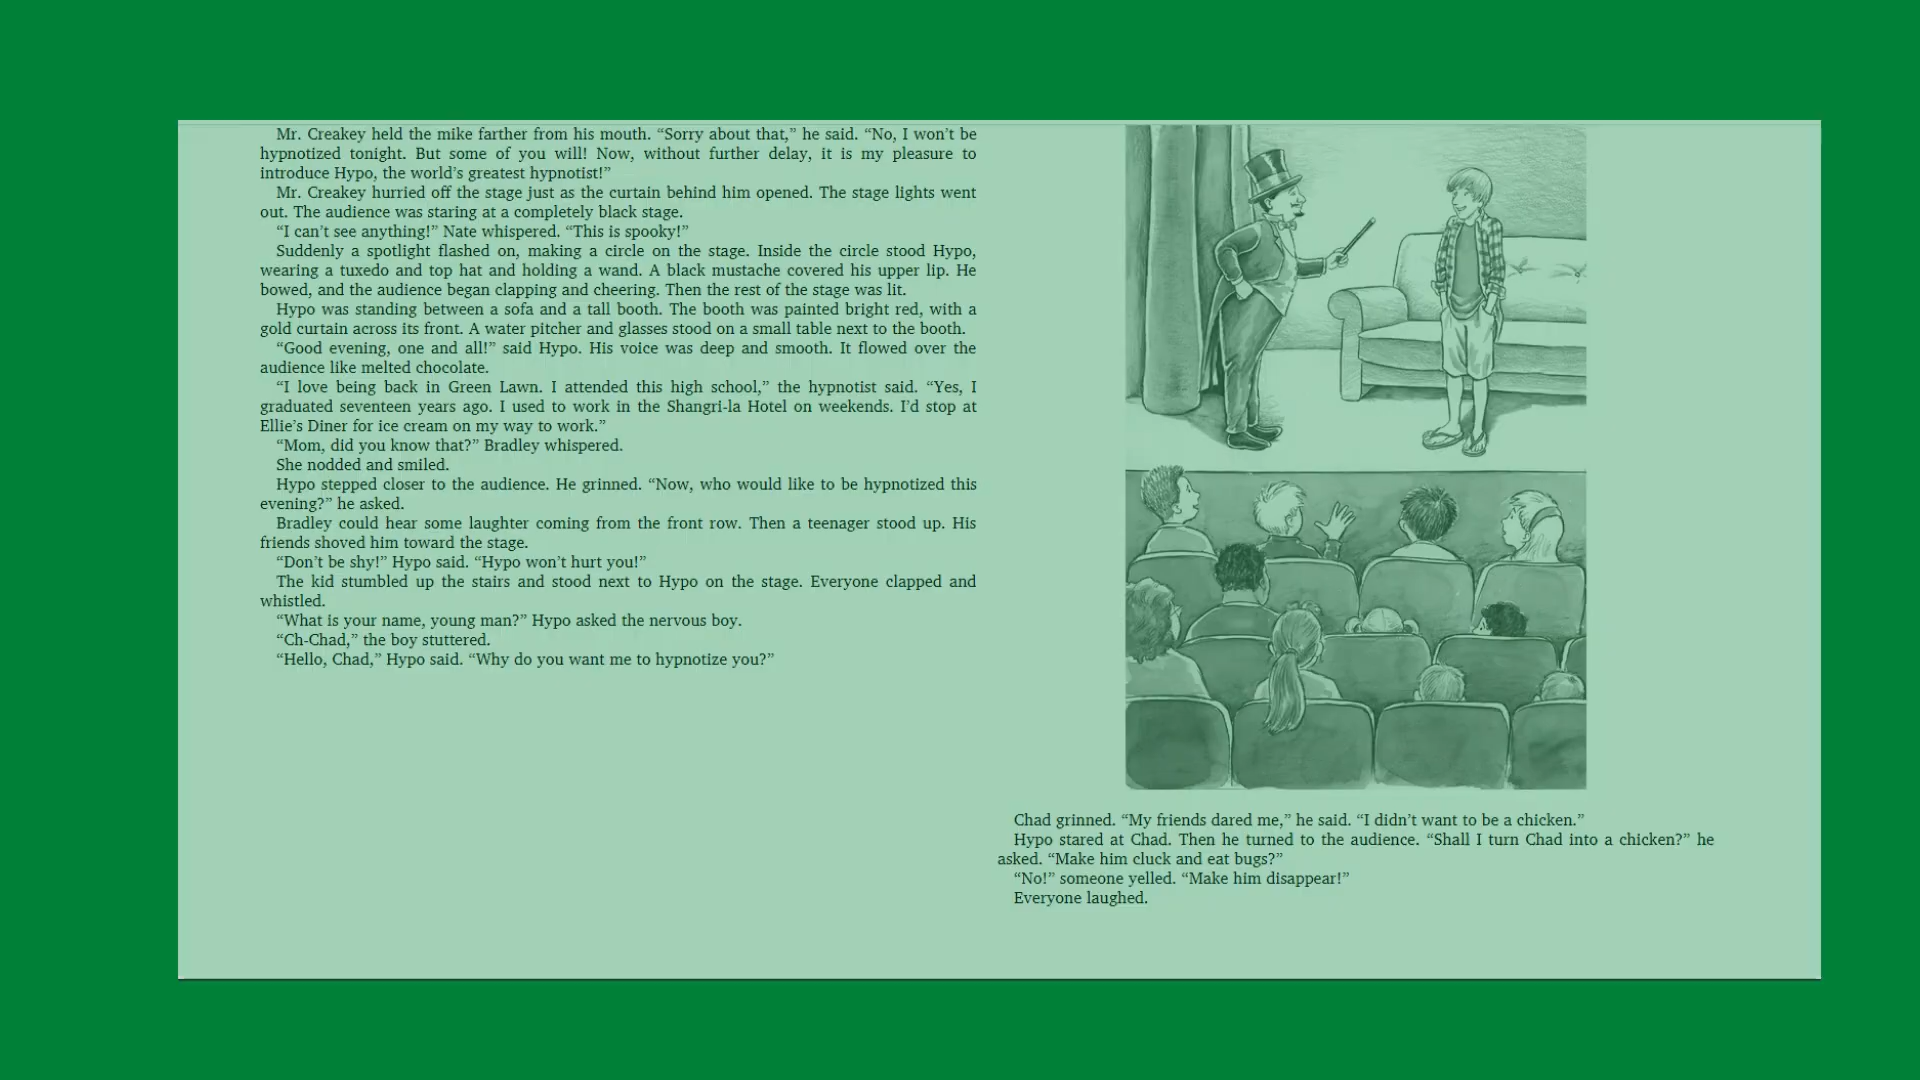 Mr. Creakey held the mike farther from his mouth. “Sorry about that,” he said. “No, I won’t be
hypnotized tonight. But some of you will! Now, without further delay, it is my pleasure to
introduce Hypo, the world’s greatest hypnotist!”
Mr. Creakey hurried off the stage just as the curtain behind him opened. The stage lights went
out. The audience was staring at a completely black stage.
“I can’t see anything!” Nate whispered. “This is spooky!”
Suddenly a spotlight flashed on, making a circle on the stage. Inside the circle stood Hypo,
wearing a tuxedo and top hat and holding a wand. A black mustache covered his upper lip. He
bowed, and the audience began clapping and cheering. Then the rest of the stage was lit.
Hypo was standing between a sofa and a tall booth. The booth was painted bright red, with a
gold curtain across its front. A water pitcher and glasses stood on a small table next to the booth.
“Good evening, one and all!” said Hypo. His voice was deep and smooth. It flowed over the
audience like melted chocolate.
“I love being back in Green Lawn. I attended this high school,” the hypnotist said. “Yes, I
graduated seventeen years ago. I used to work in the Shangri-la Hotel on weekends. I’d stop at
Ellie’s Diner for ice cream on my way to work.”
“Mom, did you know that?” Bradley whispered.
She nodded and smiled.
Hypo stepped closer to the audience. He grinned. “Now, who would like to be hypnotized this
evening?” he asked.
Bradley could hear some laughter coming from the front row. Then a teenager stood up. His
friends shoved him toward the stage.
“Don’t be shy!” Hypo said. “Hypo won’t hurt you!”
The kid stumbled up the stairs and stood next to Hypo on the stage. Everyone clapped and
whistled.
“What is your name, young man?” Hypo asked the nervous boy.
“Ch-Chad,” the boy stuttered.
“Hello, Chad,” Hypo said. “Why do you want me to hypnotize you?”
Chad grinned. “My friends dared me,” he said. “I didn’t want to be a chicken.”
Hypo stared at Chad. Then he turned to the audience. “Shall I turn Chad into a chicken?” he
asked. “Make him cluck and eat bugs?”
“No!” someone yelled. “Make him disappear!”
Everyone laughed.